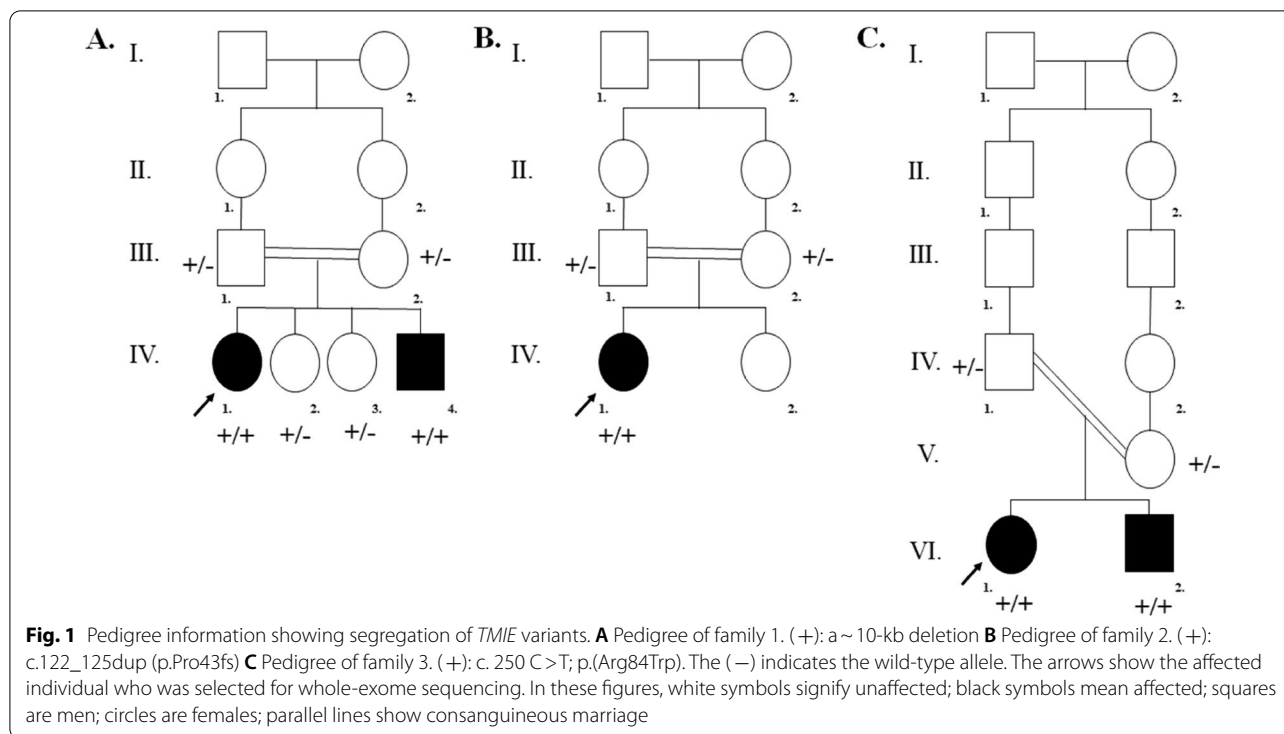 A. B. C.
I. I. I.
1. 2. 1. 2. 1. 2.
II. II. II.
1. 2. 1. 2. 1. 2.
III. +/- +/- III. +/- +/- III.
1. 2. 1. 2. 1. 2.
IV. IV. IV. +/-
1. 2. 3. 4. 1. 2. 1. 2.
+/+ +/- +/- +/+ +/+
V. +/-
VI.
1. 2.
+/+ +/+
Fig. 1 Pedigree information showing segregation of TMIE variants. A Pedigree of family 1. (+): a ~ 10-kb deletion B Pedigree of family 2. (+):
c.122_125dup (p.Pro43fs) C Pedigree of family 3. (+): c. 250 C > T; p.(Arg84Trp). The (−) indicates the wild-type allele. The arrows show the affected
individual who was selected for whole-exome sequencing. In these figures, white symbols signify unaffected; black symbols mean affected; squares
are men; circles are females; parallel lines show consanguineous marriage